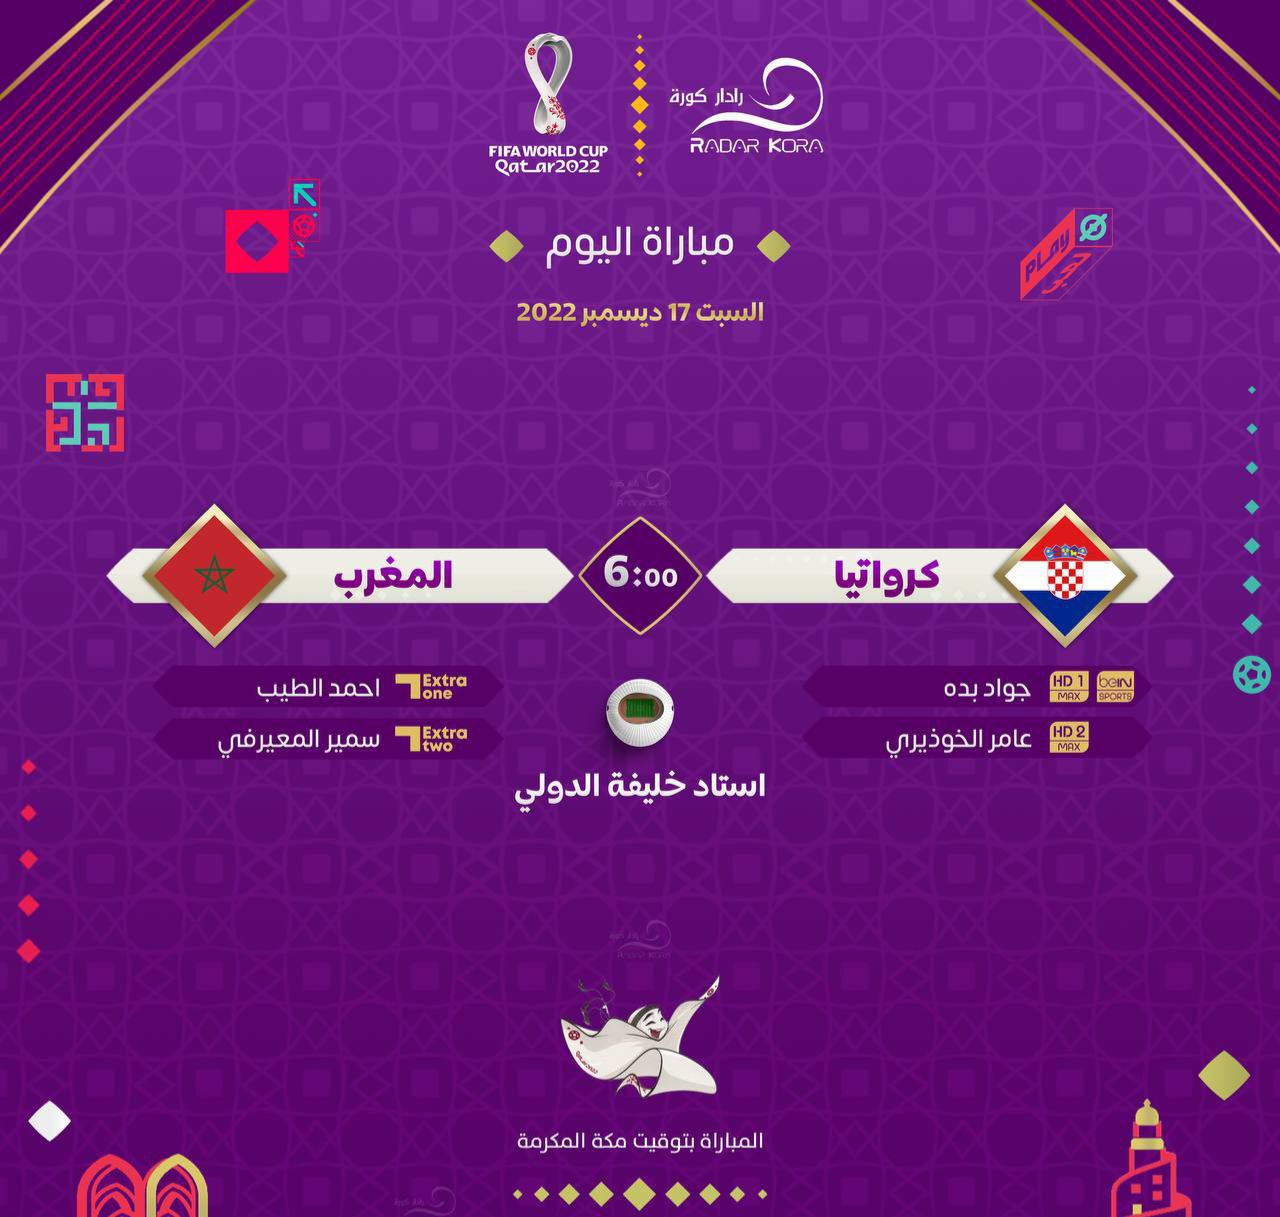 رادار كورة
RADAR KORA
FIFA WORLD CUP
Qatar2022
مباراة اليوم
السبت 17 ديسمبر 2022
PLAY
كرواتيا
6:00
المغرب
beIN SPORTS HD 1 MAX جواد بده
HD 2 MAX عامر الخوذيري
Extra one احمد الطيب
Extra two سمير المعيرفي
استاد خليفة الدولي
المباراة بتوقيت مكة المكرمة